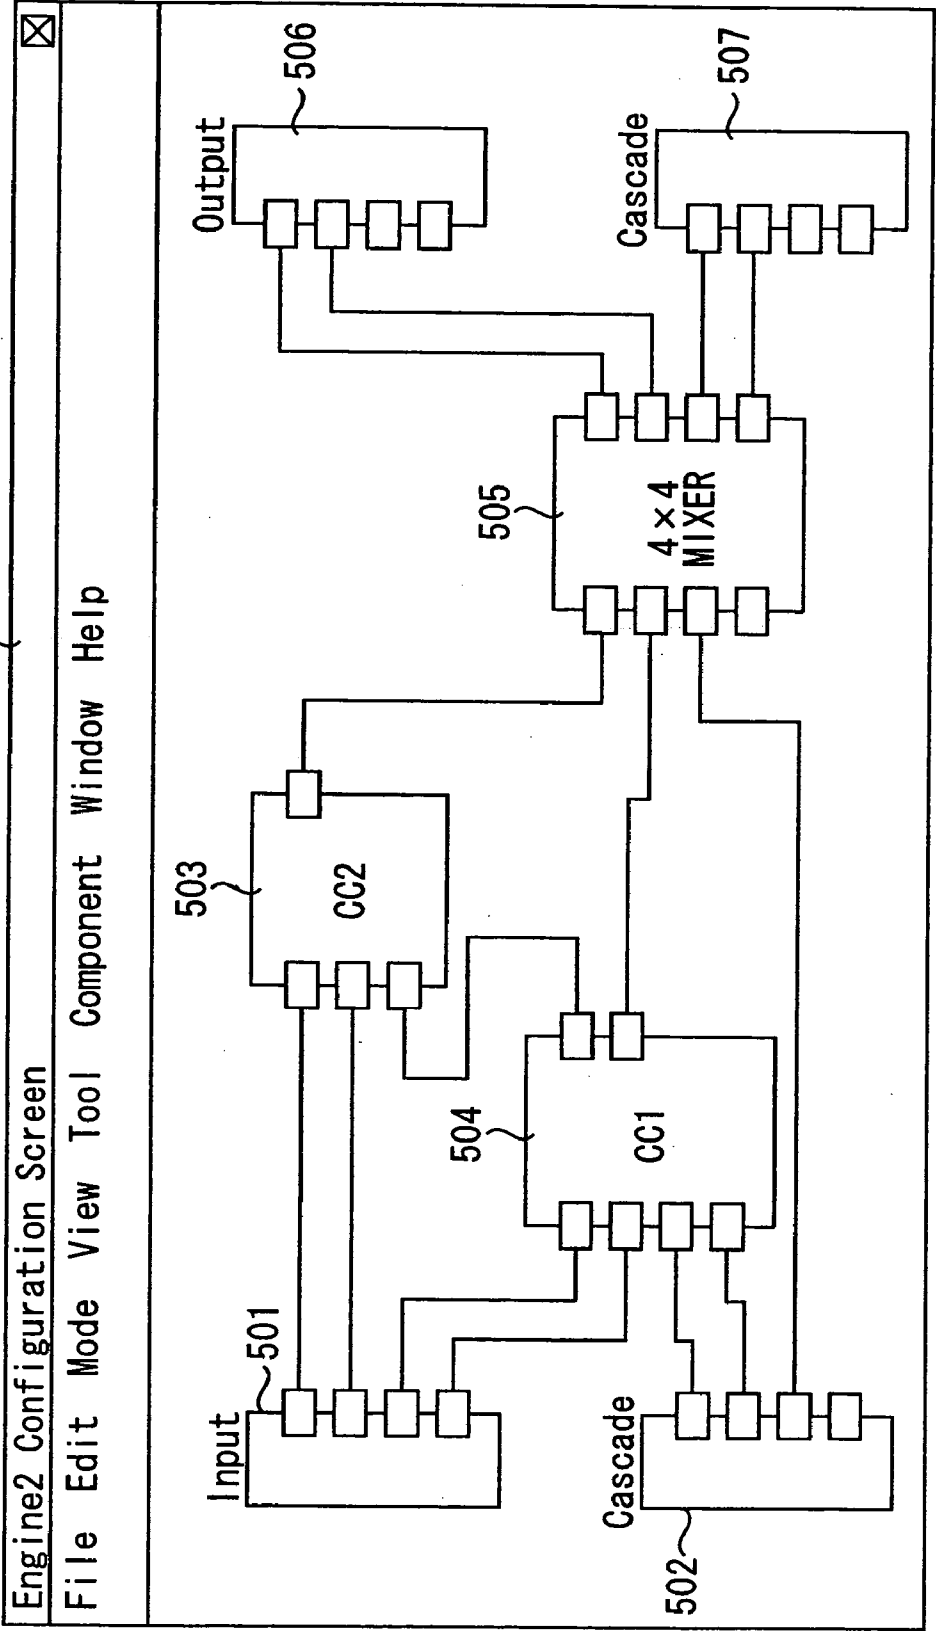 Engine2 Configuration Screen
File Edit Mode View Tool Component Window Help
Input
501
Cascade
502
503
CC2
504
CC1
505
4×4
MIXER
Output
506
Cascade
507